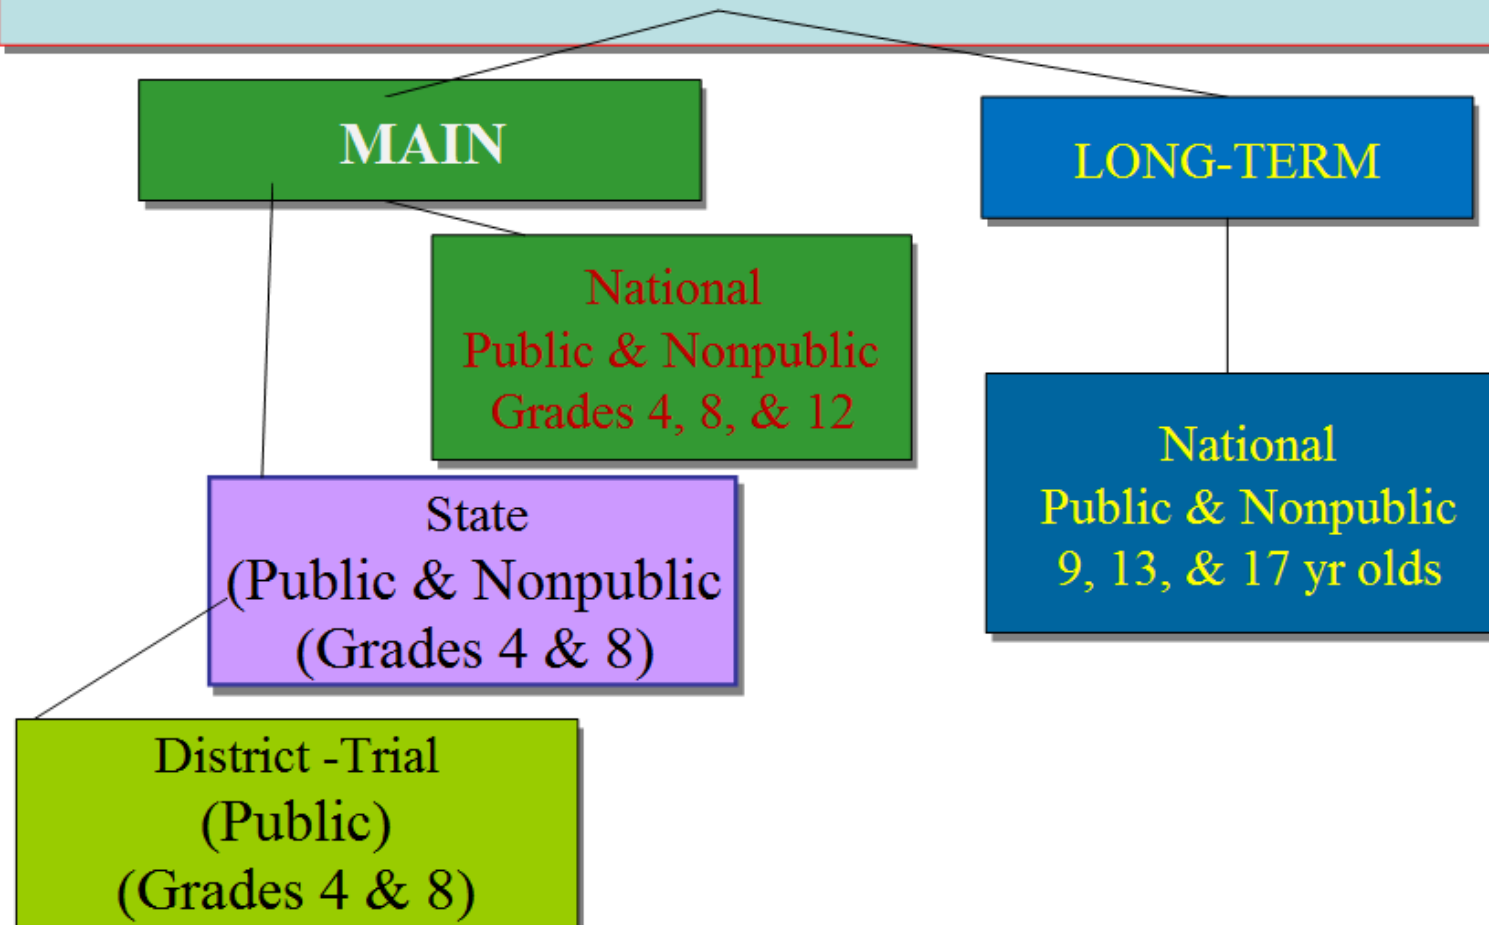 MAIN
LONG-TERM
National
Public & Nonpublic
Grades 4, 8, & 12
National
Public & Nonpublic
9, 13, & 17 yr olds
State
(Public & Nonpublic
(Grades 4 & 8)
District -Trial
(Public)
(Grades 4 & 8)